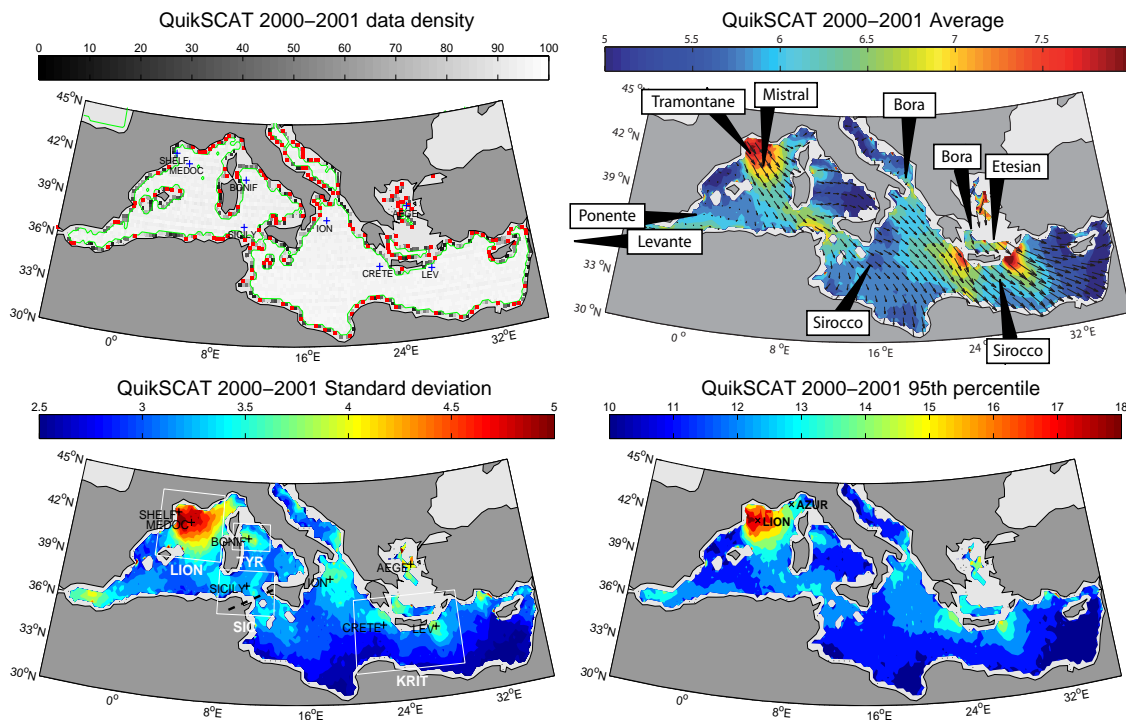 QuikSCAT 2000−2001 data density
0 10 20 30 40 50 60 70 80 90 100
45°N
42°N
39°N
36°N
33°N
30°N
0°
8°E
16°E
24°E
32°E
SHELF
MEDOC
BONIF
SICILY
ION
AEGE
CRETE
LEV
QuikSCAT 2000−2001 Average
5 5.5 6 6.5 7 7.5
45°N
42°N
39°N
36°N
33°N
30°N
0°
8°E
16°E
24°E
32°E
Tramontane
Mistral
Bora
Bora
Etesian
Ponente
Levante
Sirocco
Sirocco
QuikSCAT 2000−2001 Standard deviation
2.5 3 3.5 4 4.5 5
45°N
42°N
39°N
36°N
33°N
30°N
0°
8°E
16°E
24°E
32°E
SHELF
MEDOC
BONIF
LION
TYR
SICILY
ION
AEGE
SIC
CRETE
LEV
KRIT
QuikSCAT 2000−2001 95th percentile
10 11 12 13 14 15 16 17 18
45°N
42°N
39°N
36°N
33°N
30°N
0°
8°E
16°E
24°E
32°E
AZUR
LION